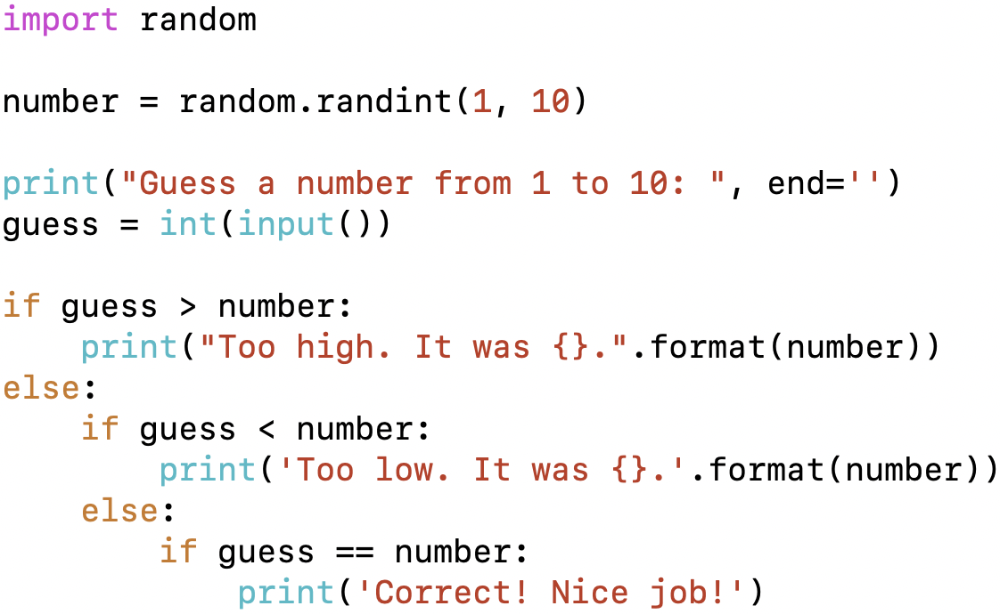 import random

number = random.randint(1, 10)

print("Guess a number from 1 to 10: ", end='')
guess = int(input())

if guess > number:
    print("Too high. It was {}.".format(number))
else:
    if guess < number:
        print('Too low. It was {}.'.format(number))
    else:
        if guess == number:
            print('Correct! Nice job!')